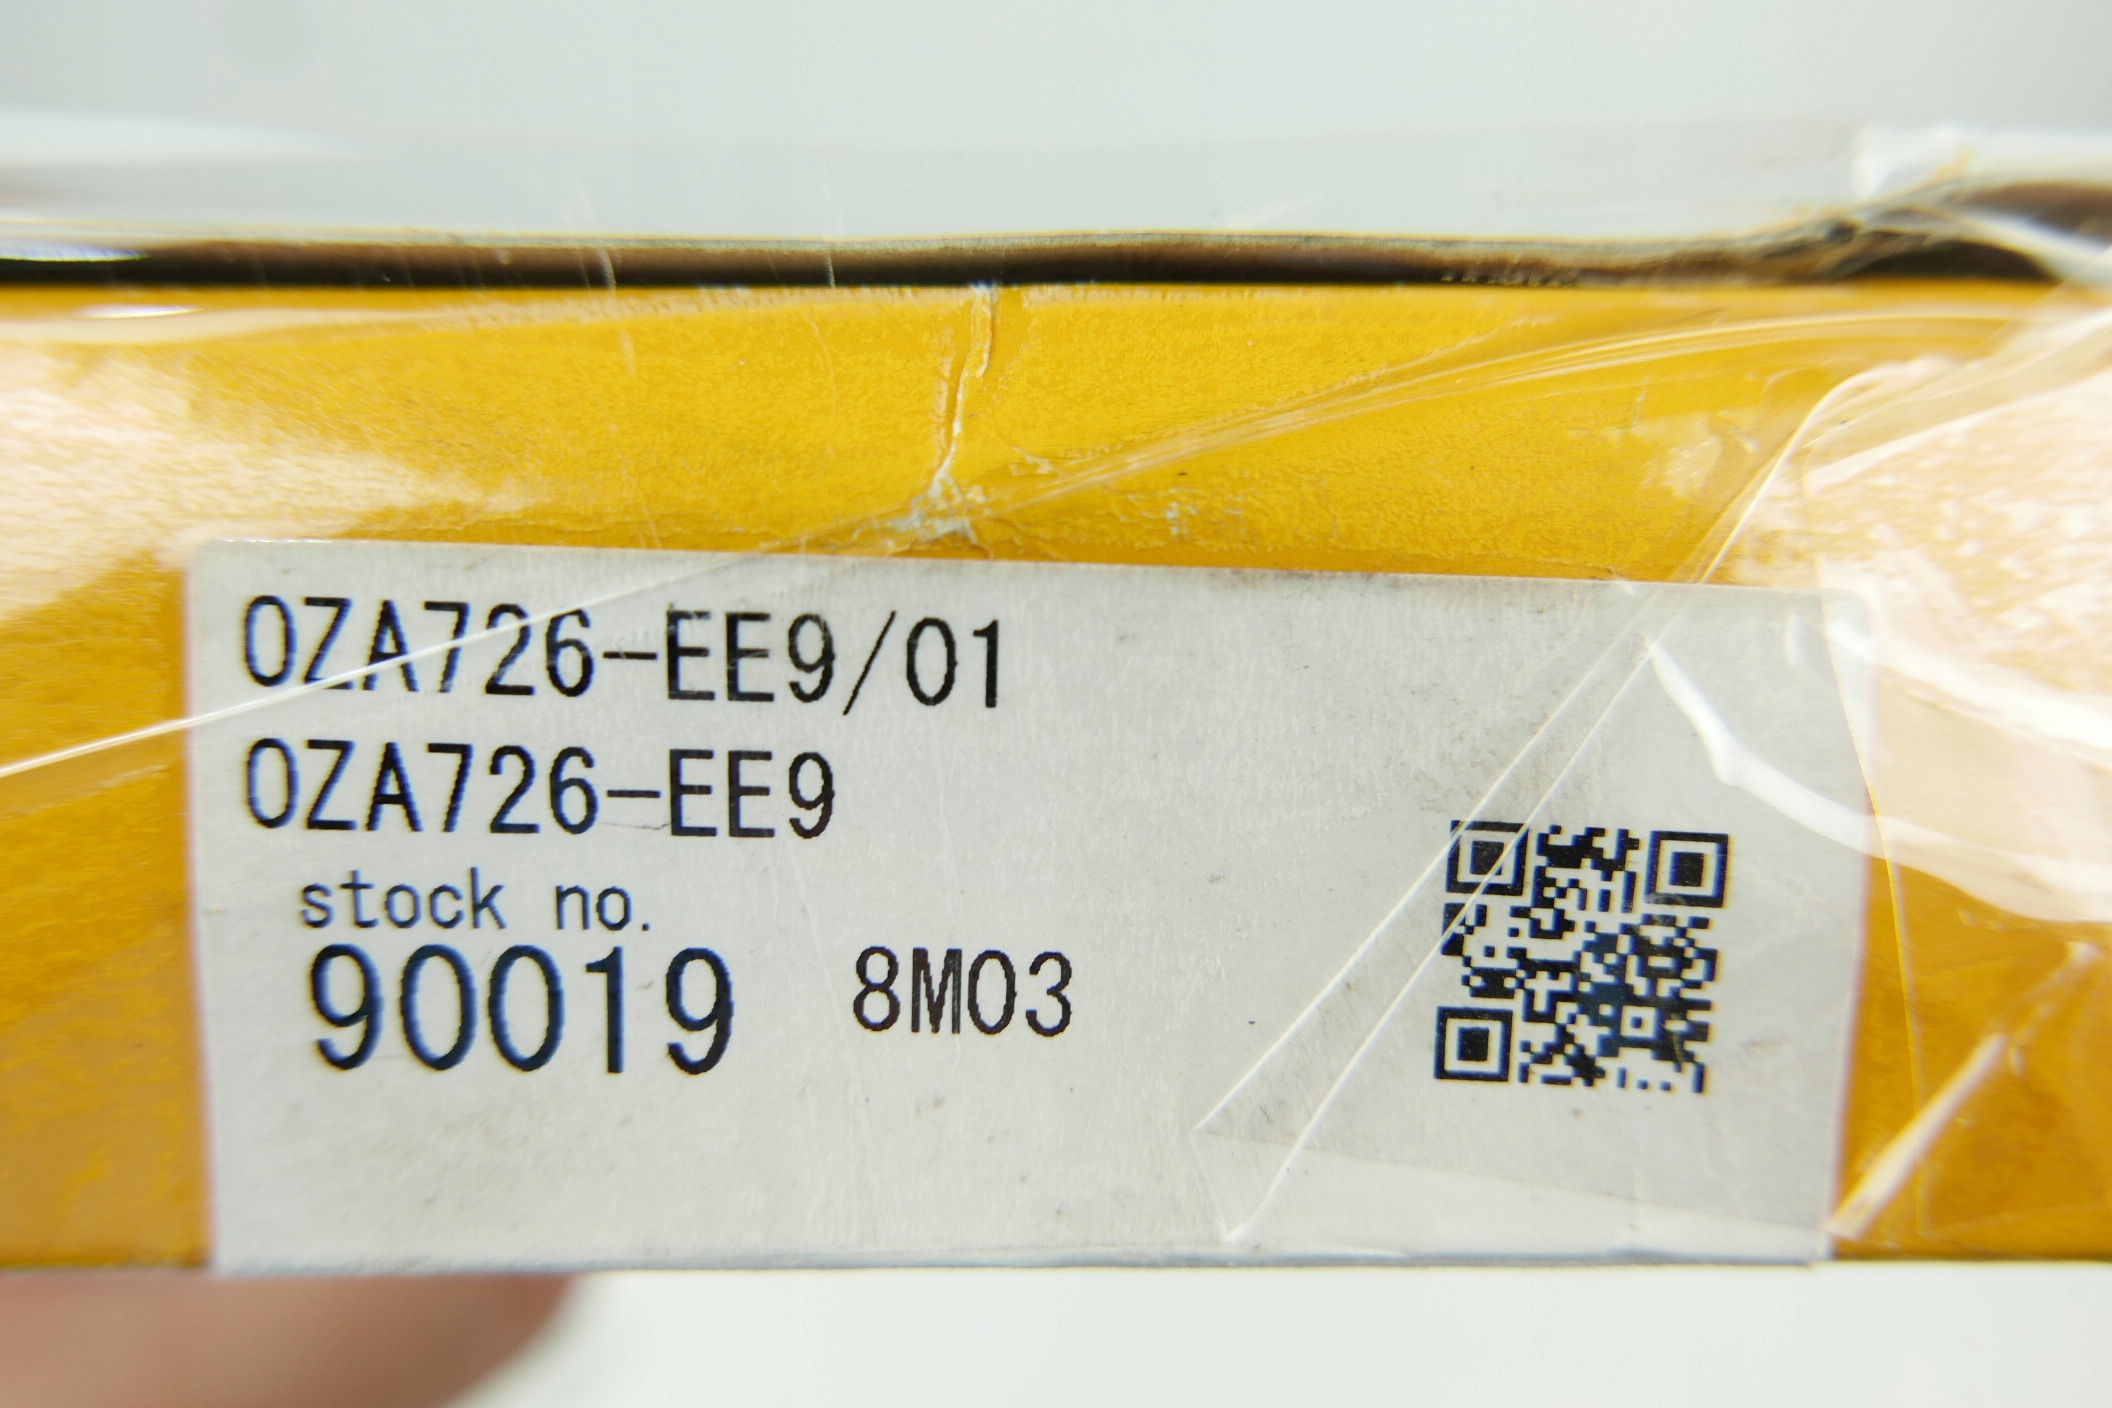 OZA726-EE9/01
OZA726-EE9
stock no.
90019 8M03